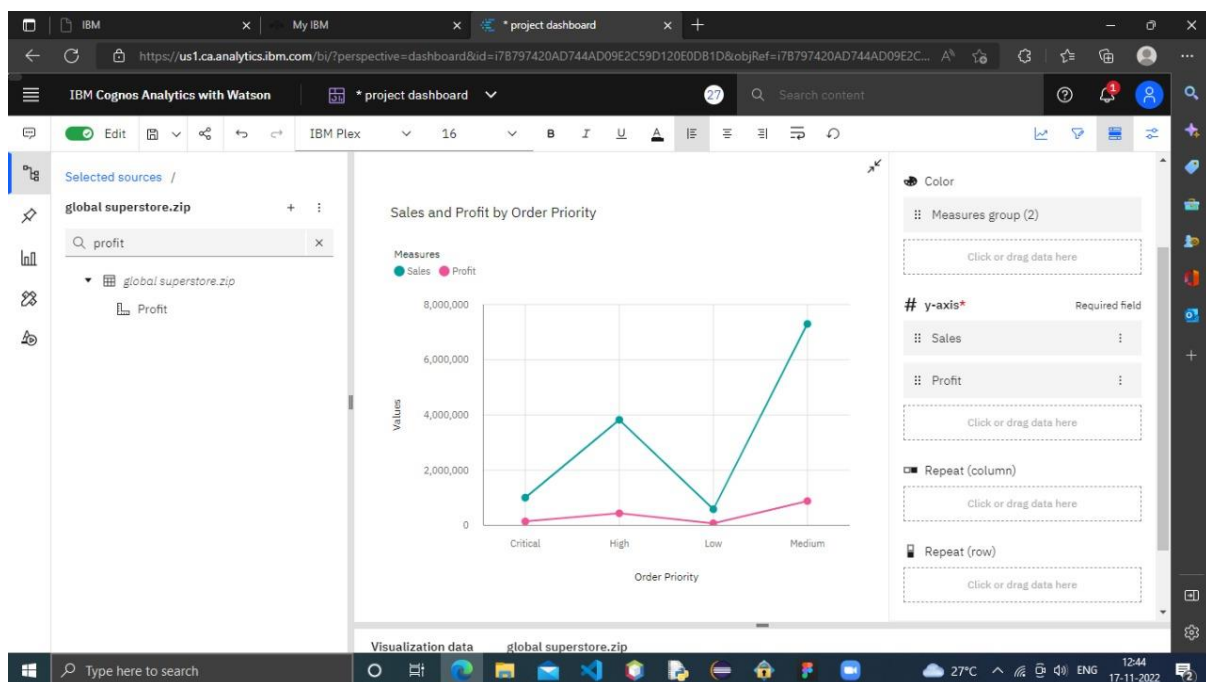 IBM
My IBM
* project dashboard
https://us1.ca.analytics.ibm.com/bi/?perspective=dashboard&id=i7B797420AD744AD09E2C59D120E0DB1D&objRef=i7B797420AD744AD09E2C...
IBM Cognos Analytics with Watson
* project dashboard
27
Search content
1
Edit
IBM Plex
16
B I U A
Selected sources /
global superstore.zip
profit
global superstore.zip
Profit
Sales and Profit by Order Priority
Measures
Sales Profit
8,000,000
6,000,000
4,000,000
2,000,000
0
Values
Critical High Low Medium
Order Priority
Color
Measures group (2)
Click or drag data here
# y-axis* Required field
Sales
Profit
Click or drag data here
Repeat (column)
Click or drag data here
Repeat (row)
Click or drag data here
Visualization data global superstore.zip
Type here to search
27°C ENG
12:44
17-11-2022
2